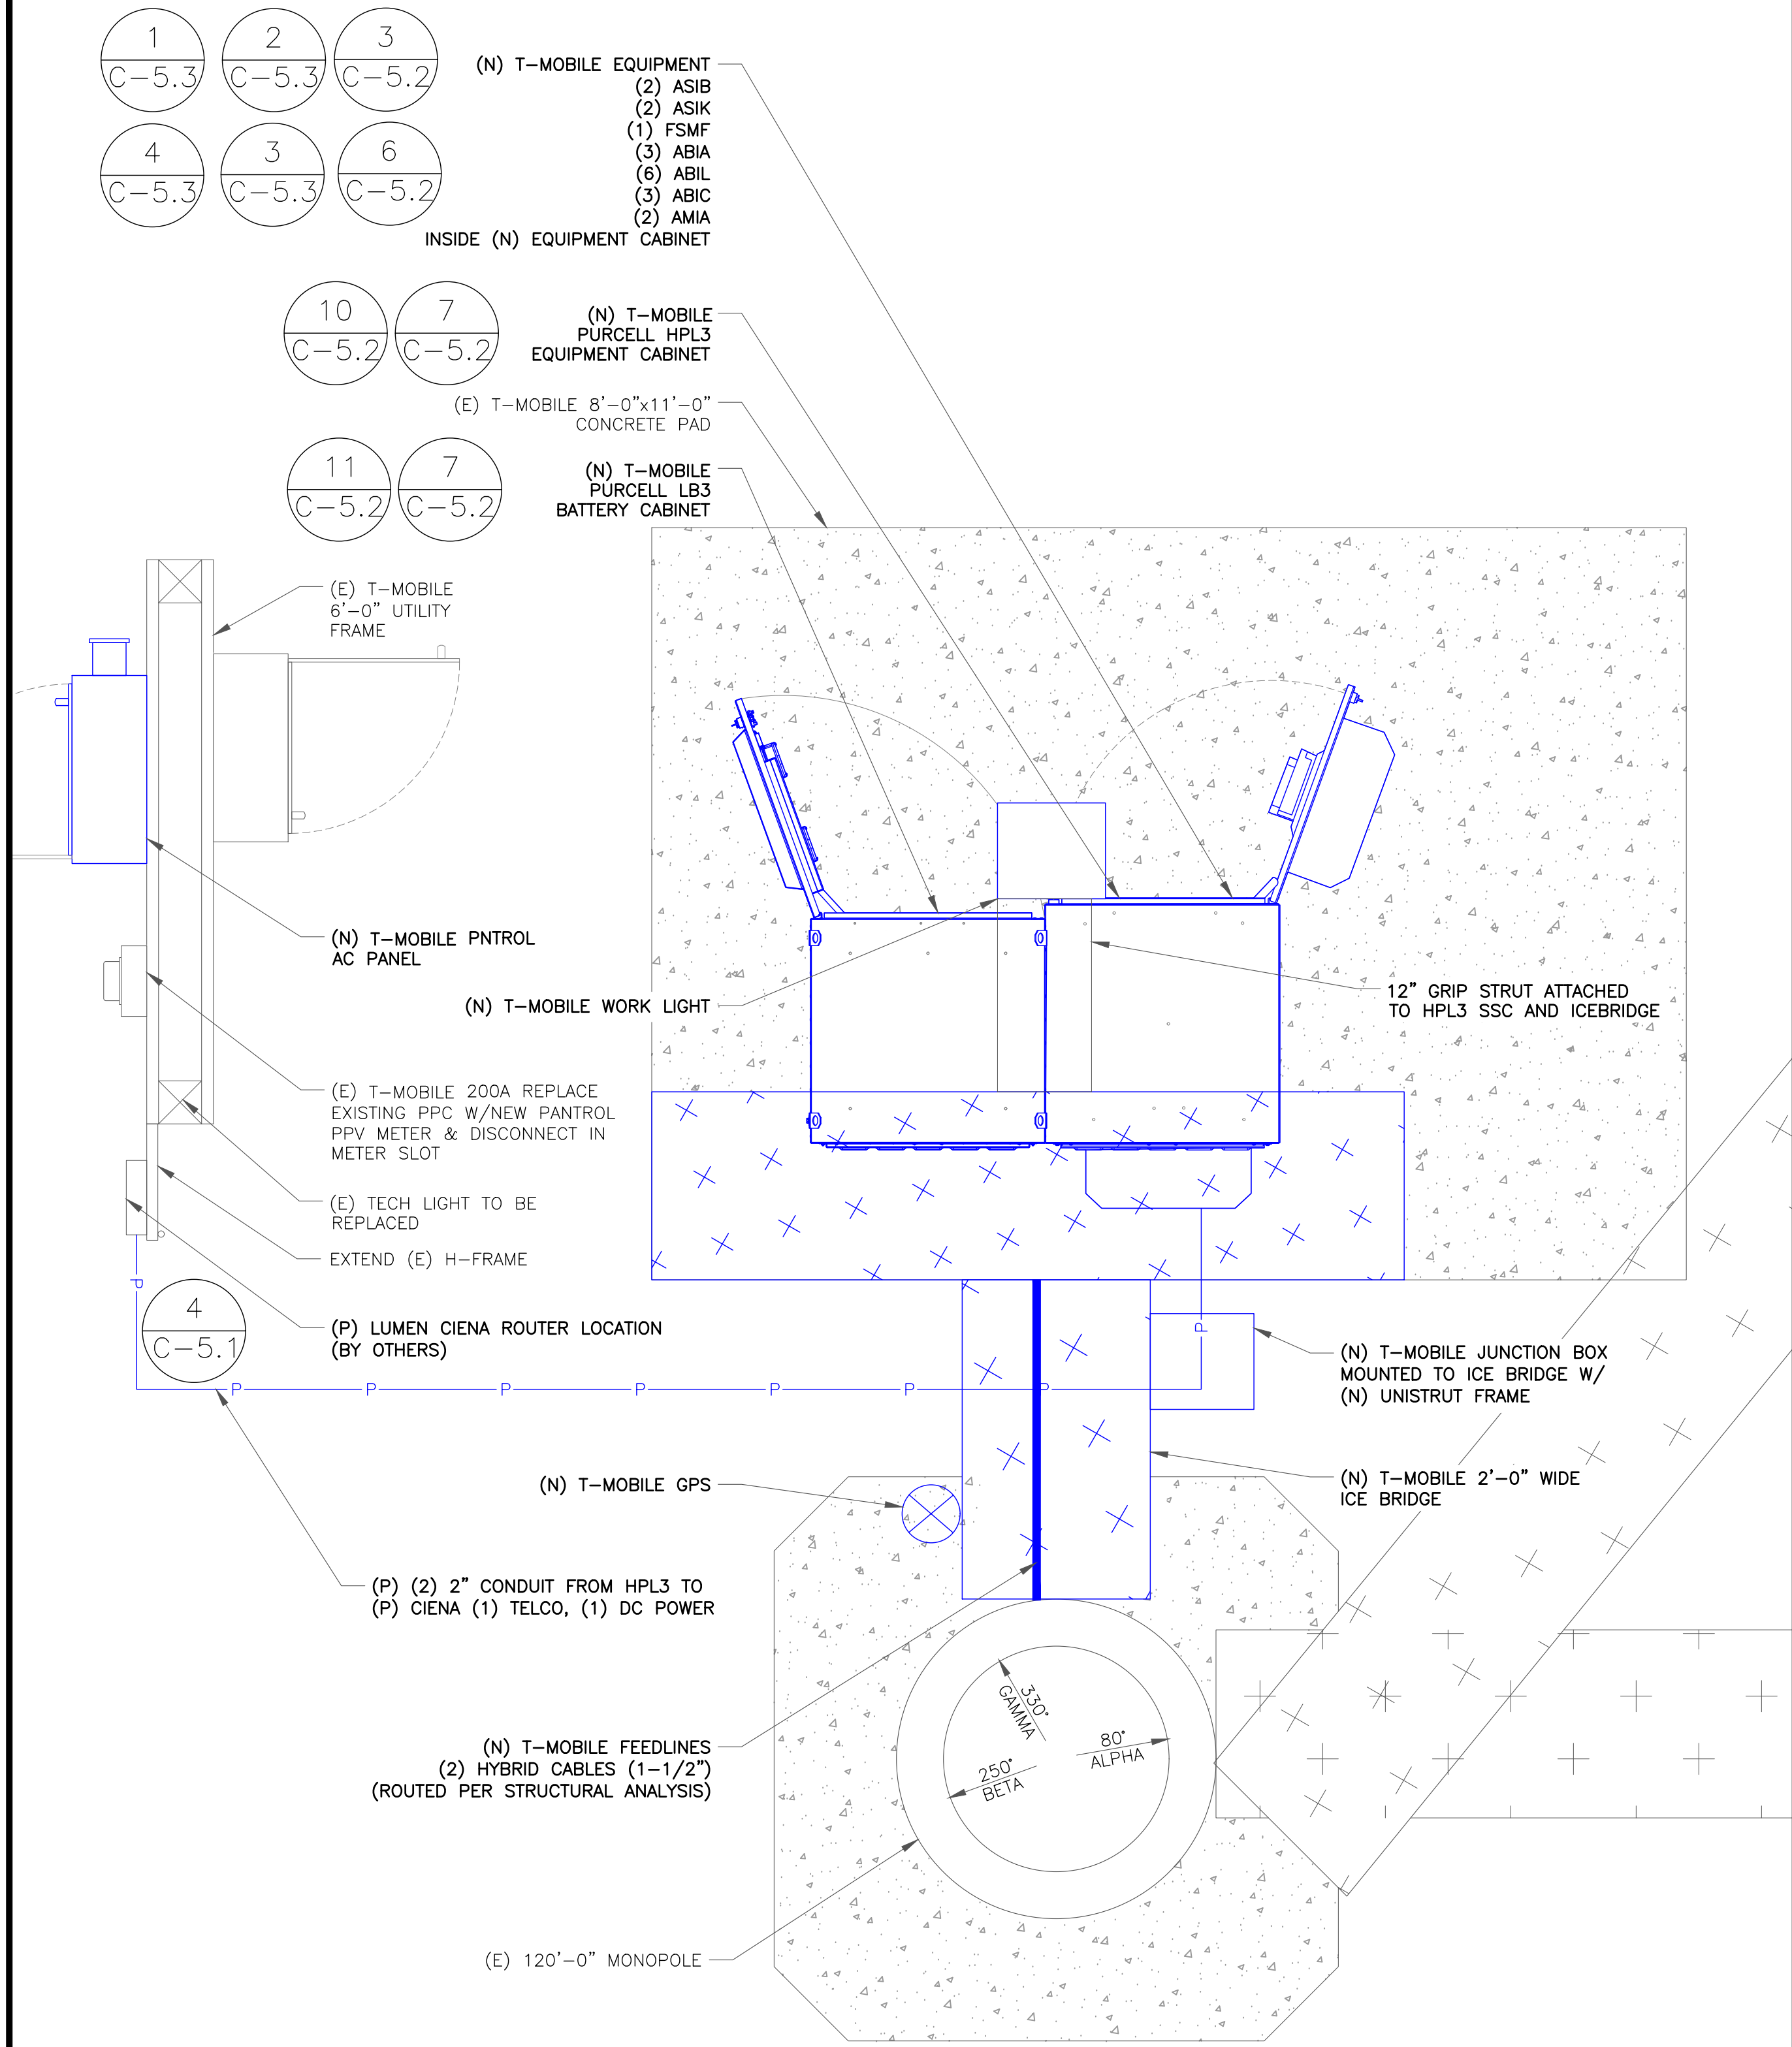 1
C-5.3
2
C-5.3
3
C-5.2
4
C-5.3
3
C-5.3
6
C-5.2
(N) T-MOBILE EQUIPMENT
(2) ASIB
(2) ASIK
(1) FSMF
(3) ABIA
(6) ABIL
(3) ABIC
(2) AMIA
INSIDE (N) EQUIPMENT CABINET
10
C-5.2
7
C-5.2
(N) T-MOBILE
PURCELL HPL3
EQUIPMENT CABINET
(E) T-MOBILE 8'-0"x11'-0"
CONCRETE PAD
11
C-5.2
7
C-5.2
(N) T-MOBILE
PURCELL LB3
BATTERY CABINET
(E) T-MOBILE
6'-0" UTILITY
FRAME
(N) T-MOBILE PNTROL
AC PANEL
(N) T-MOBILE WORK LIGHT
12" GRIP STRUT ATTACHED
TO HPL3 SSC AND ICEBRIDGE
(E) T-MOBILE 200A REPLACE
EXISTING PPC W/NEW PANTROL
PPV METER & DISCONNECT IN
METER SLOT
(E) TECH LIGHT TO BE
REPLACED
EXTEND (E) H-FRAME
P
4
C-5.1
(P) LUMEN CIENA ROUTER LOCATION
(BY OTHERS)
P
(N) T-MOBILE JUNCTION BOX
MOUNTED TO ICE BRIDGE W/
(N) UNISTRUT FRAME
P P P P P P P
(N) T-MOBILE GPS
(N) T-MOBILE 2'-0" WIDE
ICE BRIDGE
(P) (2) 2" CONDUIT FROM HPL3 TO
(P) CIENA (1) TELCO, (1) DC POWER
330°
GAMMA
80°
ALPHA
250°
BETA
(N) T-MOBILE FEEDLINES
(2) HYBRID CABLES (1-1/2")
(ROUTED PER STRUCTURAL ANALYSIS)
(E) 120'-0" MONOPOLE